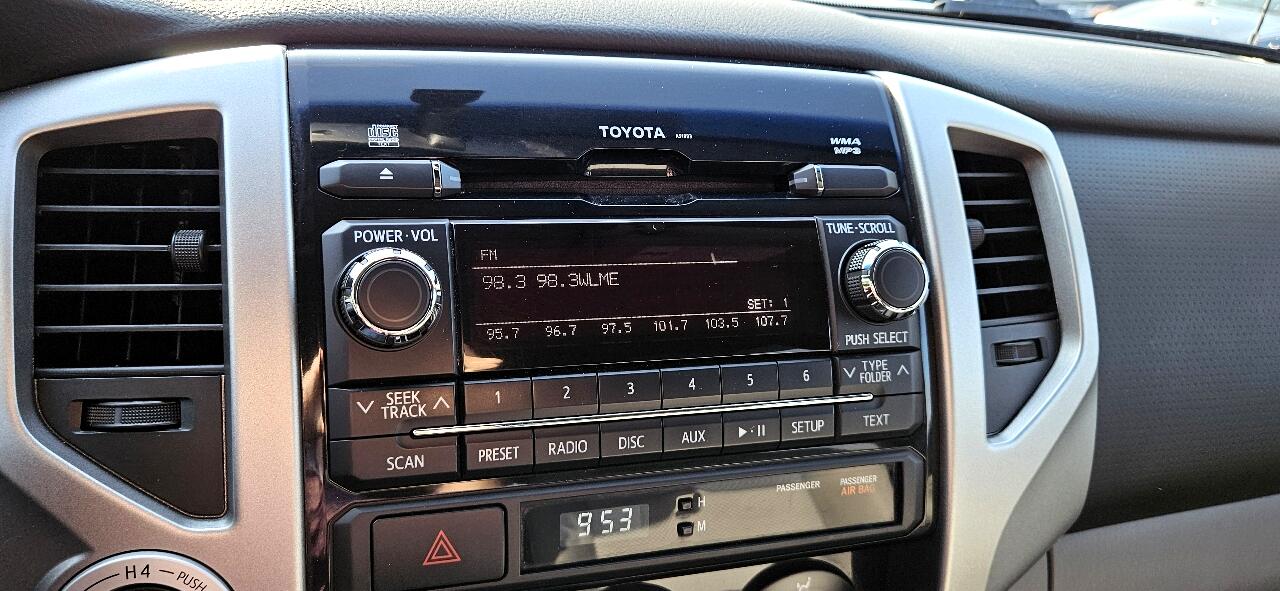 disc
TEXT
TOYOTA
WMA
MP3
POWER·VOL
TUNE·SCROLL
FM
98.3 98.3WLME
SET: 1
95.7 96.7 97.5 101.7 103.5 107.7
PUSH SELECT
1 2 3 4 5 6
SEEK
TRACK
TYPE
FOLDER
SCAN
PRESET RADIO DISC AUX SETUP TEXT
PASSENGER
PASSENGER
AIR BAG
H
M
953
H4
PUSH